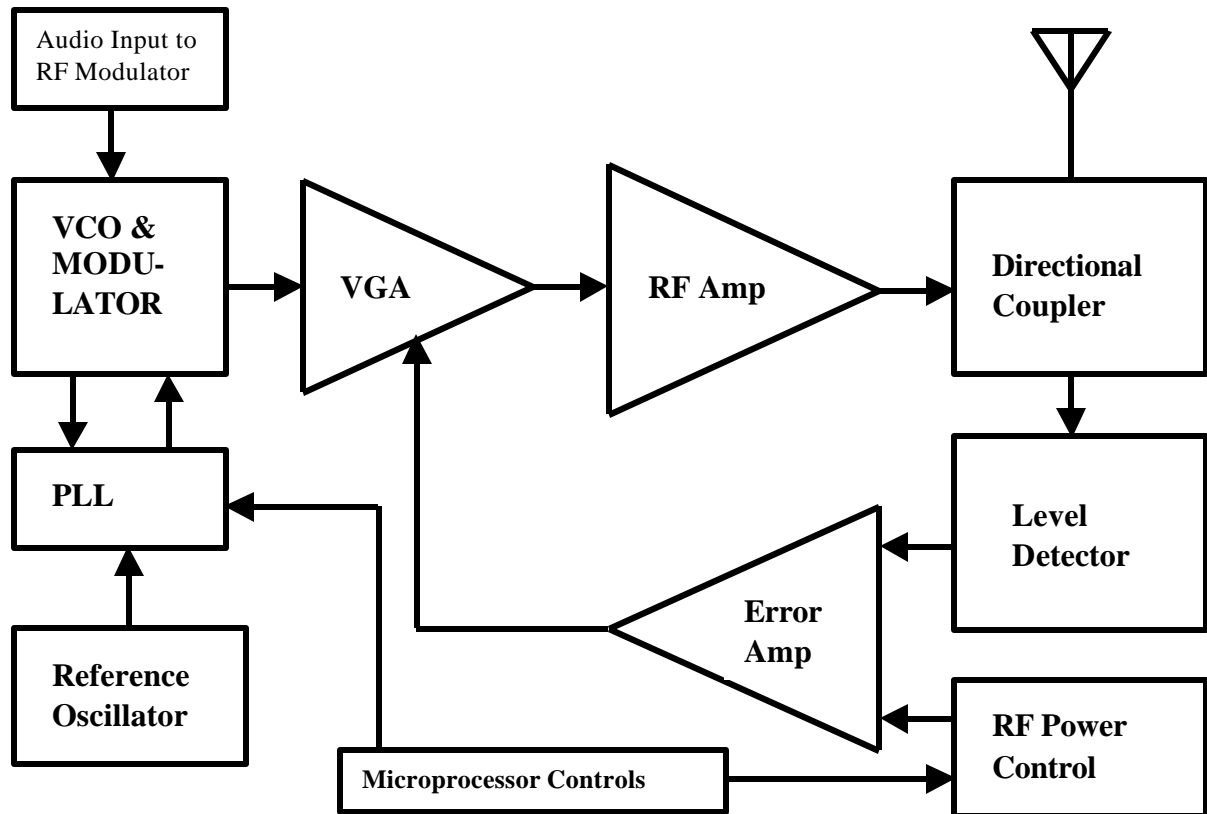 Audio Input to
RF Modulator
VCO &
MODU-
LATOR
VGA
RF Amp
Directional
Coupler
PLL
Level
Detector
Error
Amp
Reference
Oscillator
RF Power
Control
Microprocessor Controls